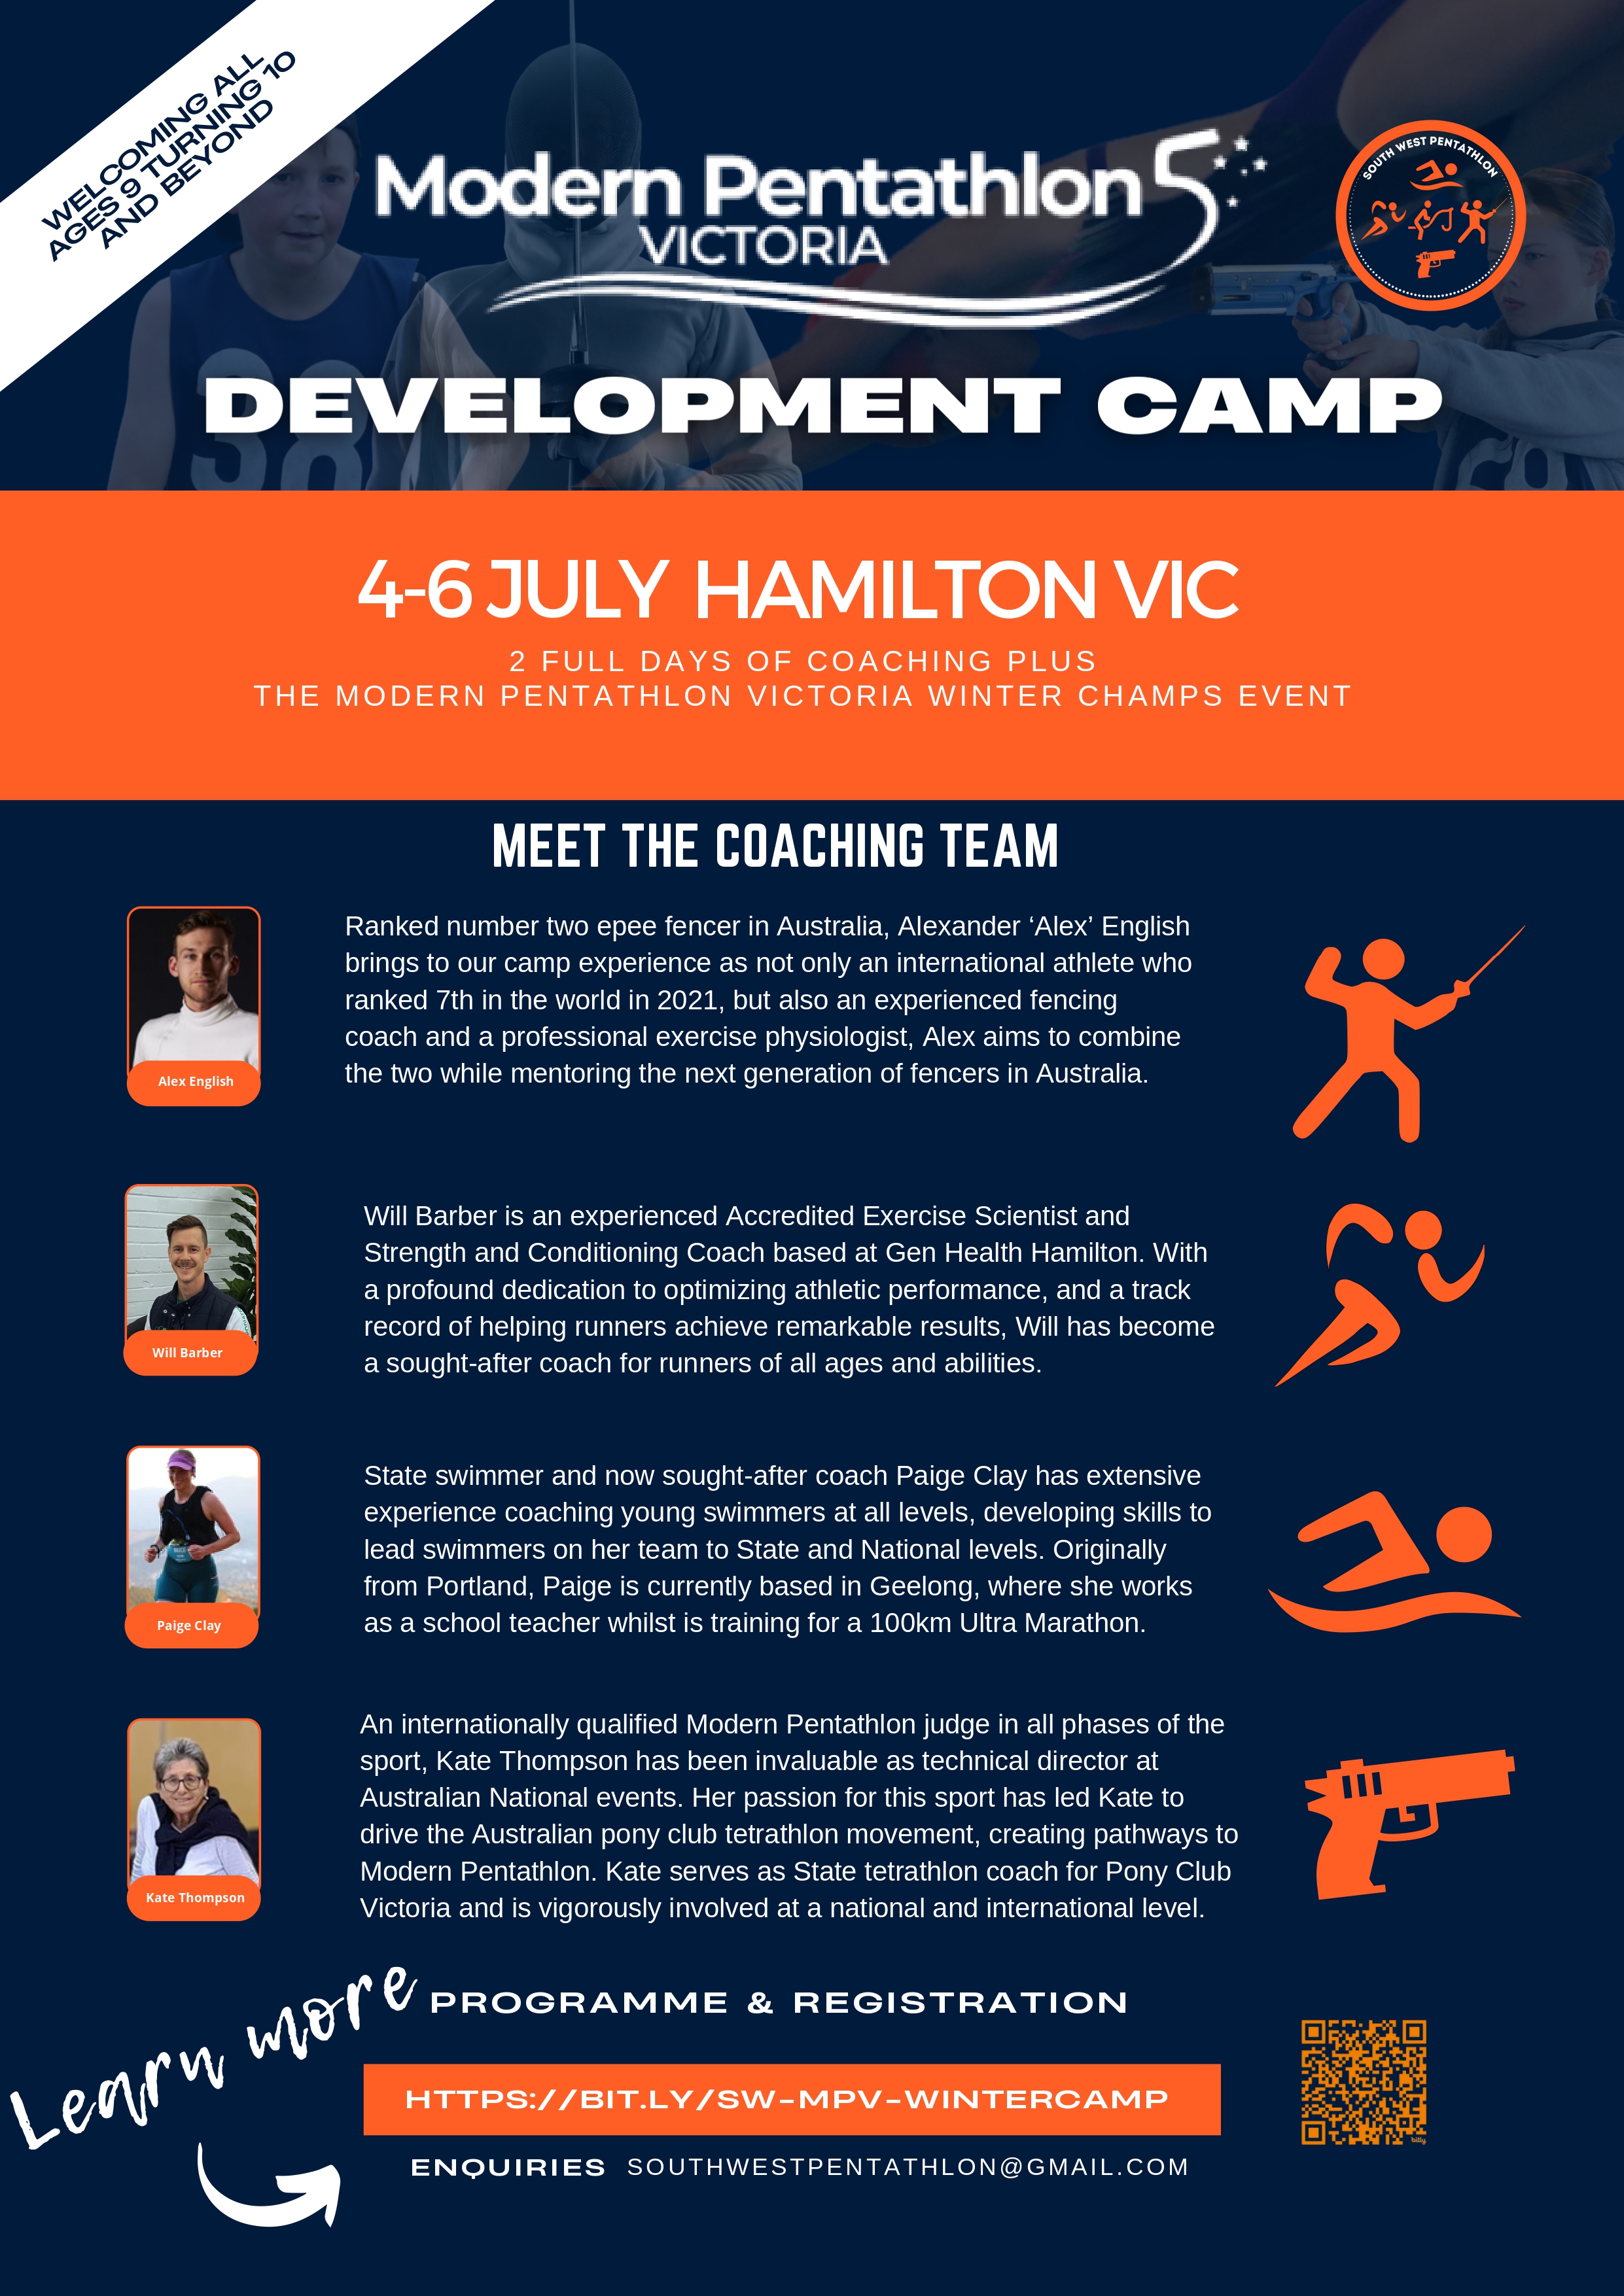 WELCOMING ALL
AGES 9 TURNING 10
AND BEYOND
Modern Pentathlon 5
VICTORIA
SOUTH WEST PENTATHLON
38
DEVELOPMENT CAMP
4-6 JULY HAMILTON VIC
2 FULL DAYS OF COACHING PLUS
THE MODERN PENTATHLON VICTORIA WINTER CHAMPS EVENT
MEET THE COACHING TEAM
Alex English
Ranked number two epee fencer in Australia, Alexander ‘Alex’ English
brings to our camp experience as not only an international athlete who
ranked 7th in the world in 2021, but also an experienced fencing
coach and a professional exercise physiologist, Alex aims to combine
the two while mentoring the next generation of fencers in Australia.
Will Barber
Will Barber is an experienced Accredited Exercise Scientist and
Strength and Conditioning Coach based at Gen Health Hamilton. With
a profound dedication to optimizing athletic performance, and a track
record of helping runners achieve remarkable results, Will has become
a sought-after coach for runners of all ages and abilities.
Paige Clay
State swimmer and now sought-after coach Paige Clay has extensive
experience coaching young swimmers at all levels, developing skills to
lead swimmers on her team to State and National levels. Originally
from Portland, Paige is currently based in Geelong, where she works
as a school teacher whilst is training for a 100km Ultra Marathon.
Kate Thompson
An internationally qualified Modern Pentathlon judge in all phases of the
sport, Kate Thompson has been invaluable as technical director at
Australian National events. Her passion for this sport has led Kate to
drive the Australian pony club tetrathlon movement, creating pathways to
Modern Pentathlon. Kate serves as State tetrathlon coach for Pony Club
Victoria and is vigorously involved at a national and international level.
Learn more
PROGRAMME & REGISTRATION
HTTPS://BIT.LY/SW-MPV-WINTERCAMP
bitly
ENQUIRIES SOUTHWESTPENTATHLON@GMAIL.COM